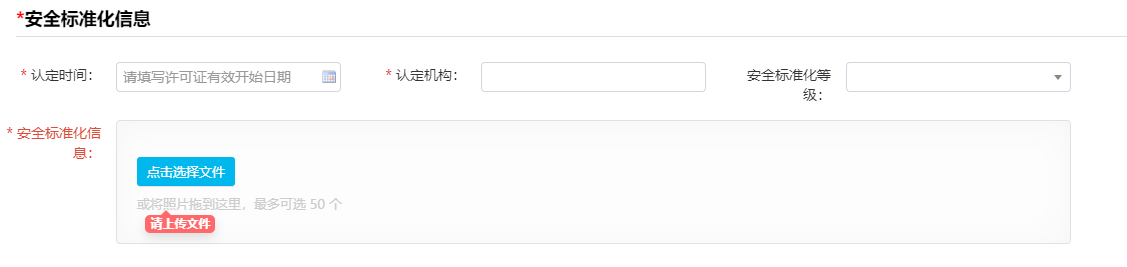 *安全标准化信息
* 认定时间： 请填写许可证有效开始日期 * 认定机构： 安全标准化等
级：
* 安全标准化信
息：
点击选择文件
或将照片拖到这里，最多可选 50 个
请上传文件